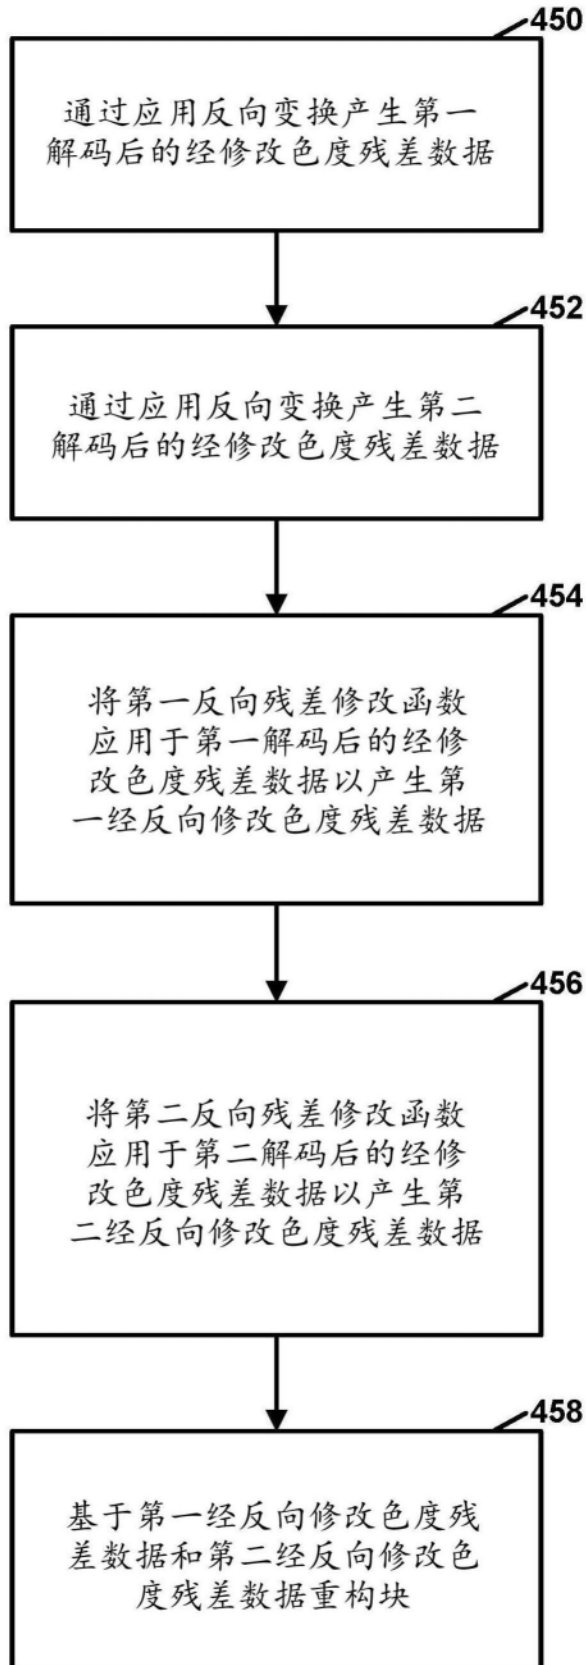 450
通过应用反向变换产生第一
解码后的经修改色度残差数据
452
通过应用反向变换产生第二
解码后的经修改色度残差数据
454
将第一反向残差修改函数
应用于第一解码后的经修
改色度残差数据以产生第
一经反向修改色度残差数据
456
将第二反向残差修改函数
应用于第二解码后的经修
改色度残差数据以产生第
二经反向修改色度残差数据
458
基于第一经反向修改色度残
差数据和第二经反向修改色
度残差数据重构块